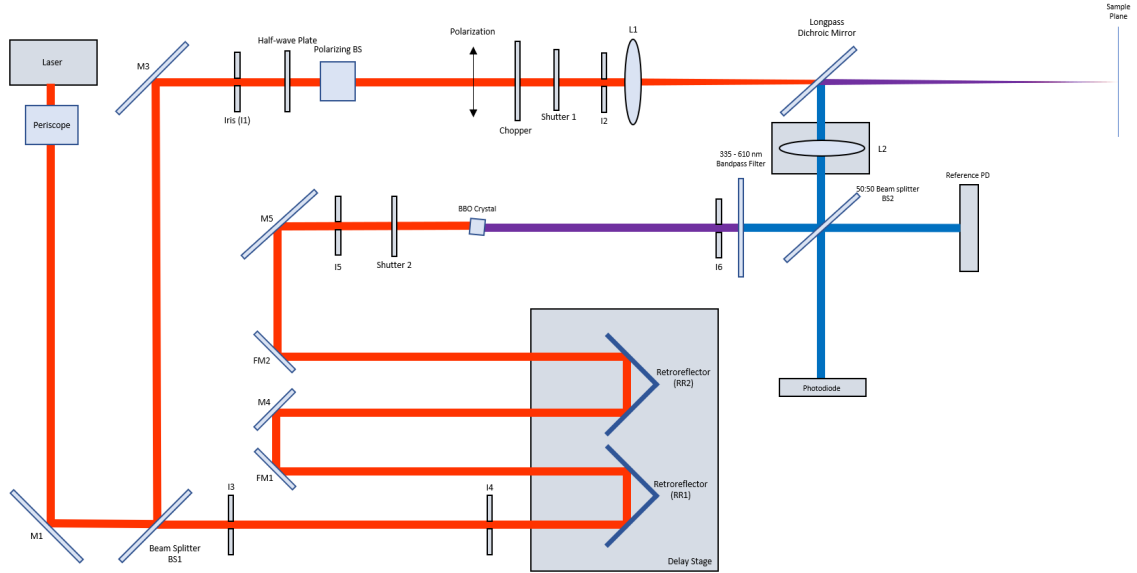 Sample
Plane
Longpass
Dichroic Mirror
L1
Polarization
Half-wave Plate
Polarizing BS
Laser
M3
Periscope
Iris (I1)
Chopper
Shutter 1
I2
L2
335 - 610 nm
Bandpass Filter
Reference PD
50:50 Beam splitter
BS2
M5
BBO Crystal
I5
Shutter 2
I6
FM2
Retroreflector
(RR2)
Photodiode
M4
FM1
Retroreflector
(RR1)
I3
I4
M1
Beam Splitter
BS1
Delay Stage